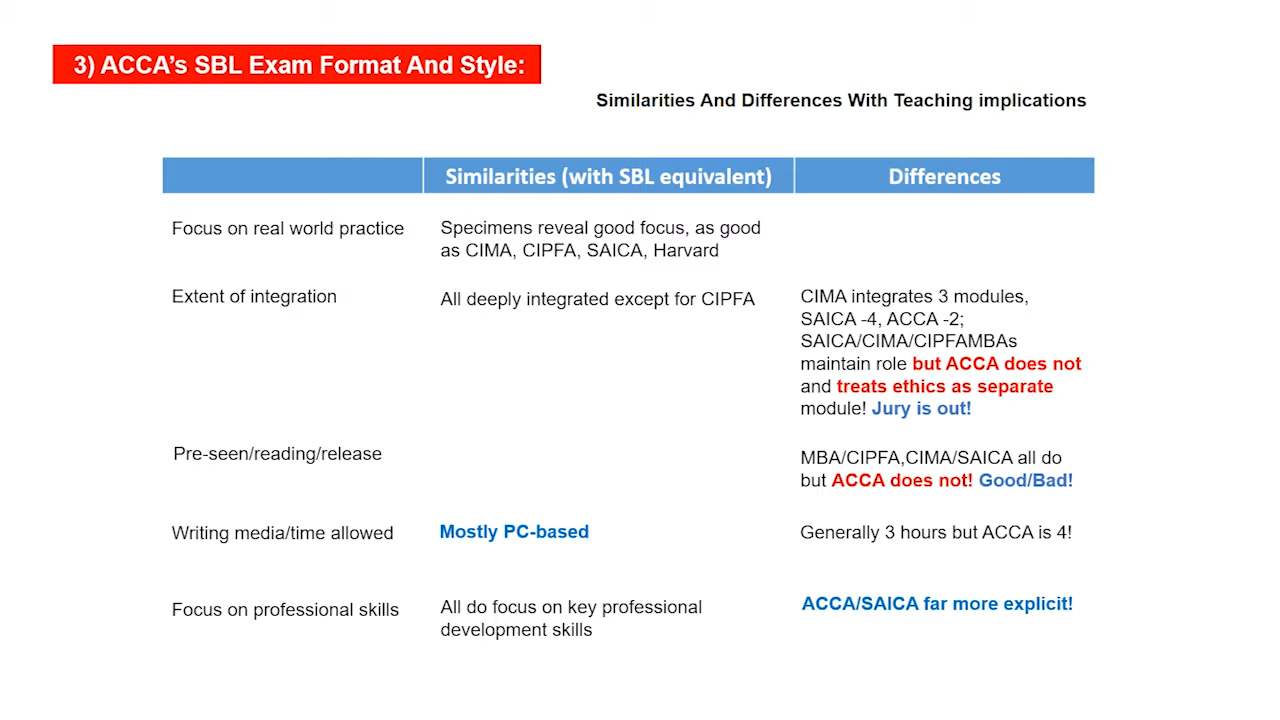 3) ACCA's SBL Exam Format And Style:
Similarities And Differences With Teaching implications
Similarities (with SBL equivalent)
Differences
Focus on real world practice
Specimens reveal good focus, as good
as CIMA, CIPFA, SAICA, Harvard
Extent of integration
All deeply integrated except for CIPFA
CIMA integrates 3 modules,
SAICA -4, ACCA -2;
SAICA/CIMA/CIPFAMBAs
maintain role but ACCA does not
and treats ethics as separate
module! Jury is out!
Pre-seen/reading/release
MBA/CIPFA,CIMA/SAICA all do
but ACCA does not! Good/Bad!
Writing media/time allowed
Mostly PC-based
Generally 3 hours but ACCA is 4!
Focus on professional skills
All do focus on key professional
development skills
ACCA/SAICA far more explicit!